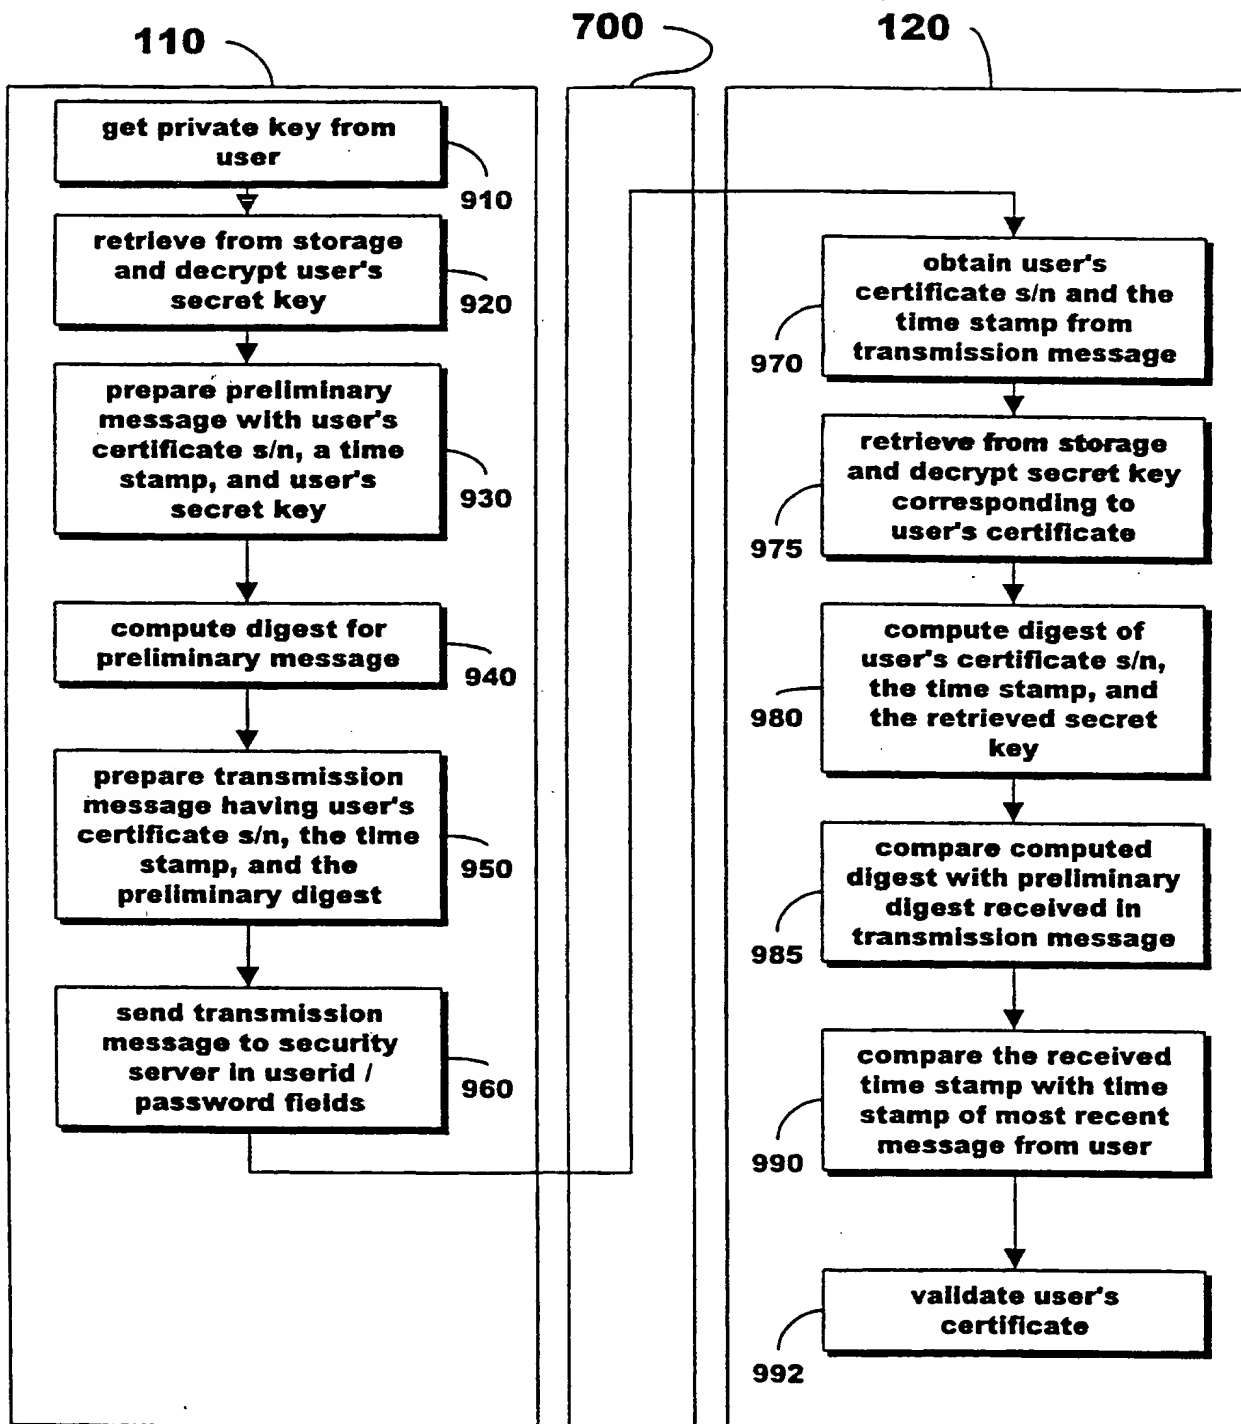 110
700
120
get private key from
user
910
retrieve from storage
and decrypt user's
secret key
920
prepare preliminary
message with user's
certificate s/n, a time
stamp, and user's
secret key
930
compute digest for
preliminary message
940
prepare transmission
message having user's
certificate s/n, the time
stamp, and the
preliminary digest
950
send transmission
message to security
server in userid /
password fields
960
obtain user's
certificate s/n and the
time stamp from
transmission message
970
retrieve from storage
and decrypt secret key
corresponding to
user's certificate
975
compute digest of
user's certificate s/n,
the time stamp, and
the retrieved secret
key
980
compare computed
digest with preliminary
digest received in
transmission message
985
compare the received
time stamp with time
stamp of most recent
message from user
990
validate user's
certificate
992